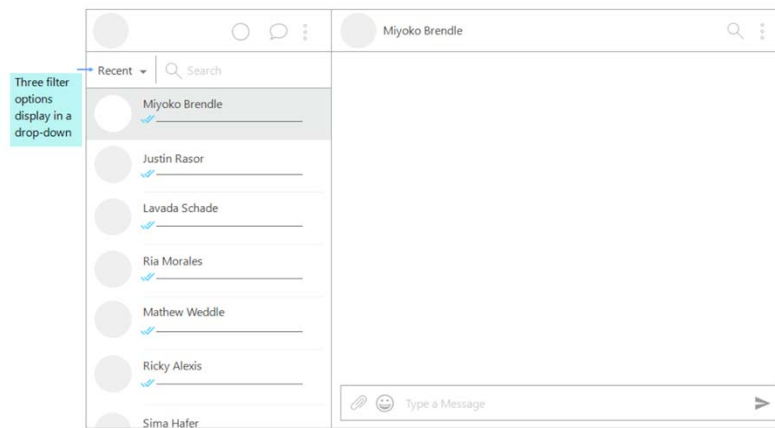 Miyoko Brendle
Recent
Search
Three filter
options
display in a
drop-down
Miyoko Brendle
Justin Rasor
Lavada Schade
Ria Morales
Mathew Weddle
Ricky Alexis
Sima Hafer
Type a Message